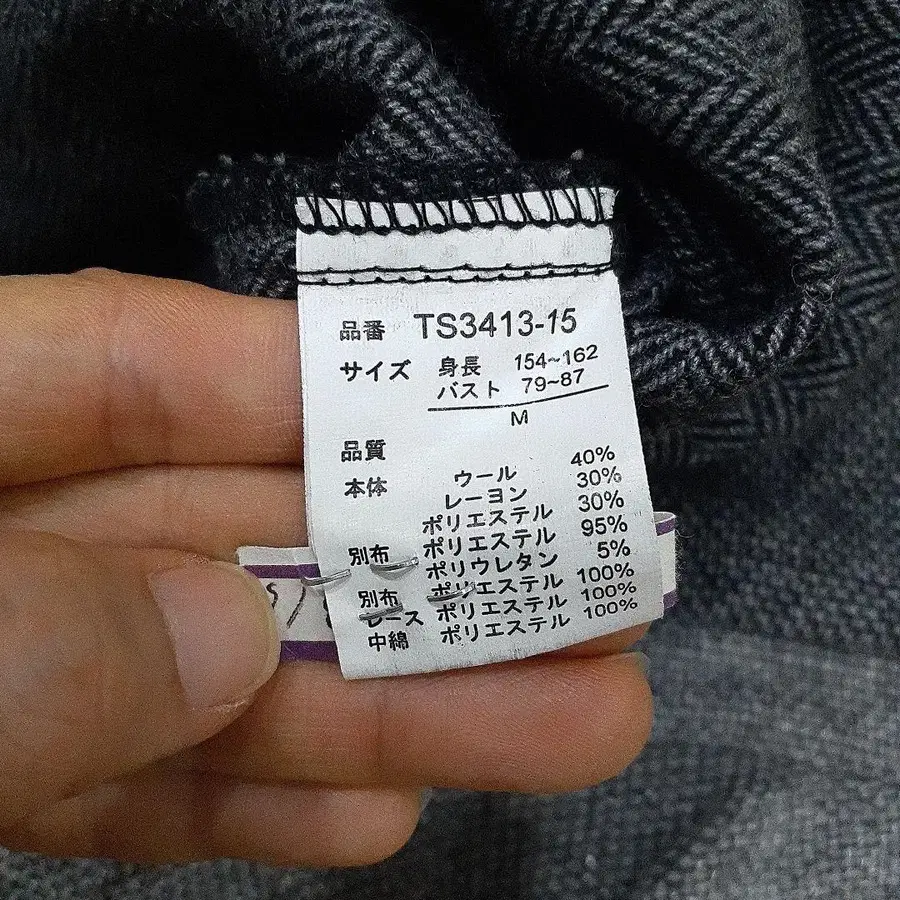 品番 TS3413-15
サイズ 身長 154~162
バスト 79~87
M
品質
本体 ウール 40%
レーヨン 30%
ポリエステル 30%
別布 ポリエステル 95%
ポリウレタン 5%
別布 ポリエステル 100%
レース ポリエステル 100%
中綿 ポリエステル 100%